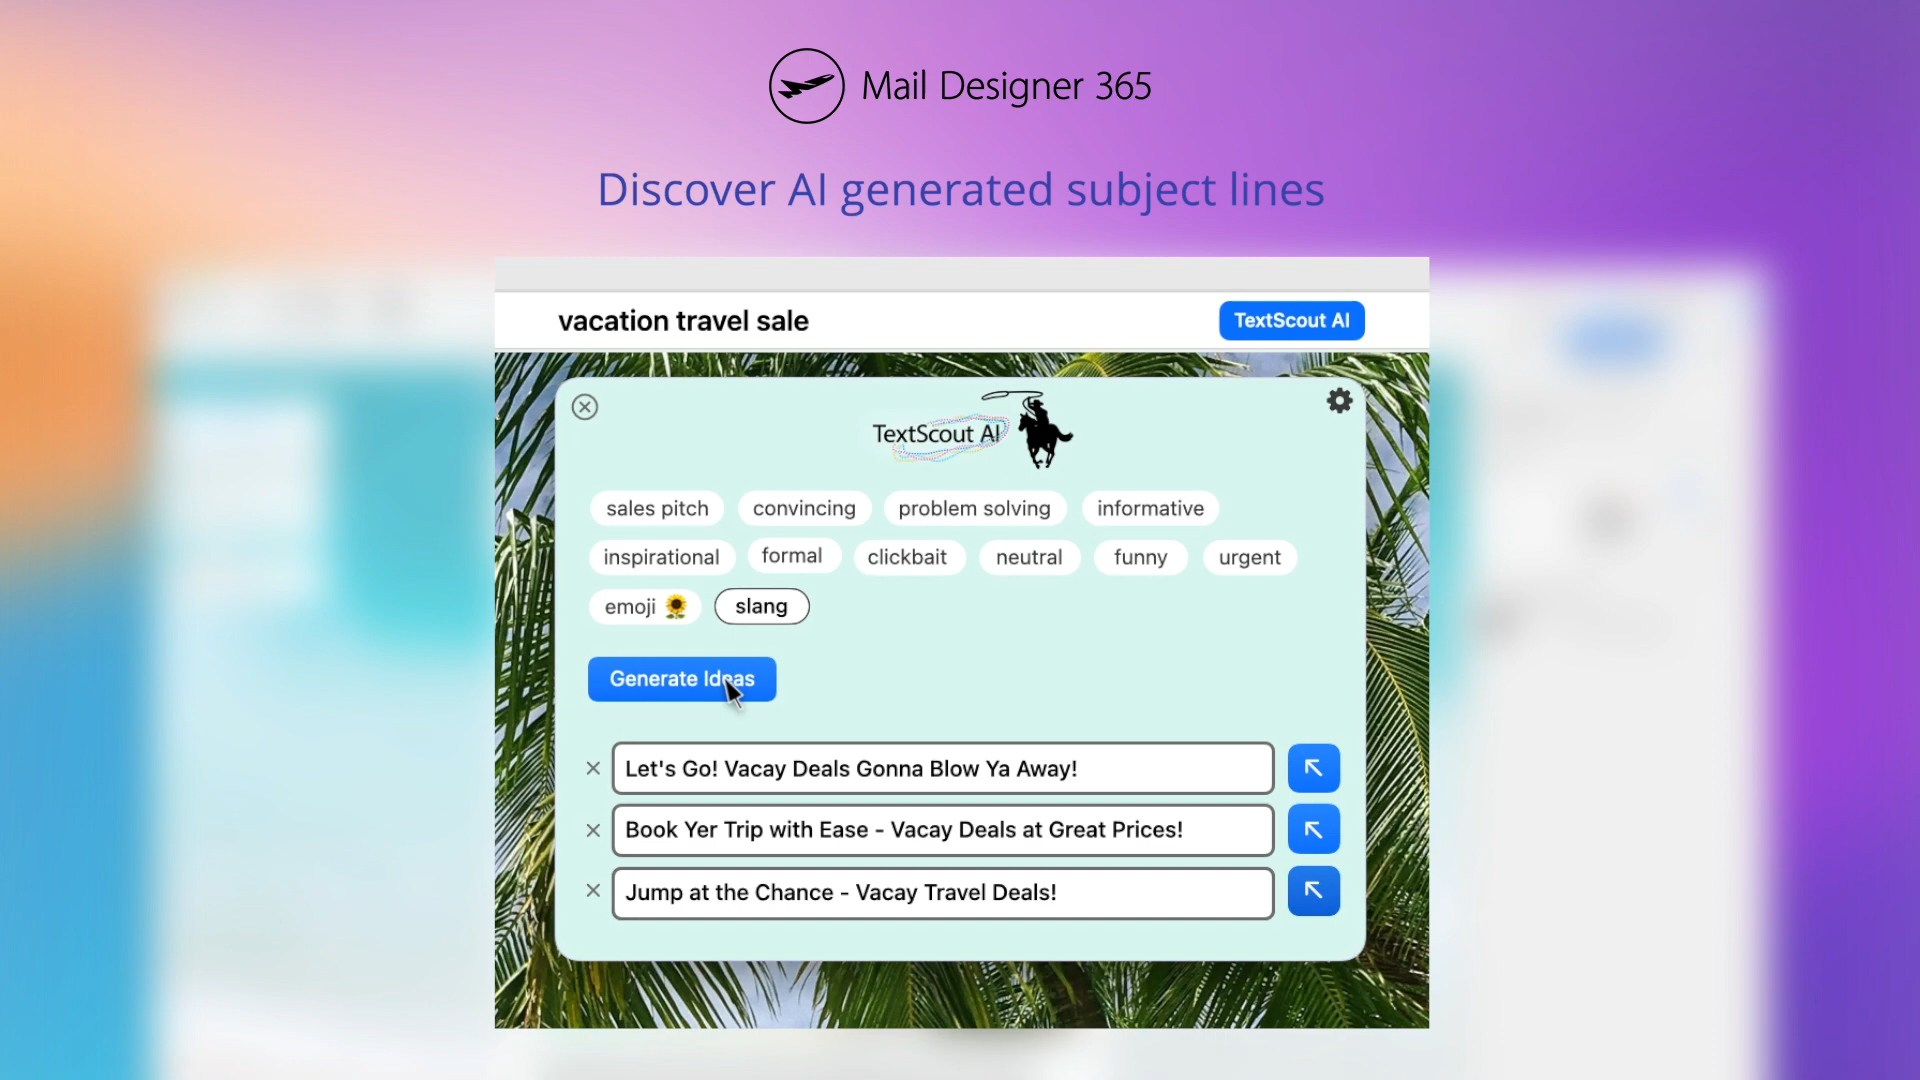 Mail Designer 365
Discover AI generated subject lines
vacation travel sale
TextScout AI
TextScout AI
sales pitch
convincing
problem solving
informative
inspirational
formal
clickbait
neutral
funny
urgent
emoji 🌻
slang
Generate Ideas
Let's Go! Vacay Deals Gonna Blow Ya Away!
Book Yer Trip with Ease - Vacay Deals at Great Prices!
Jump at the Chance - Vacay Travel Deals!